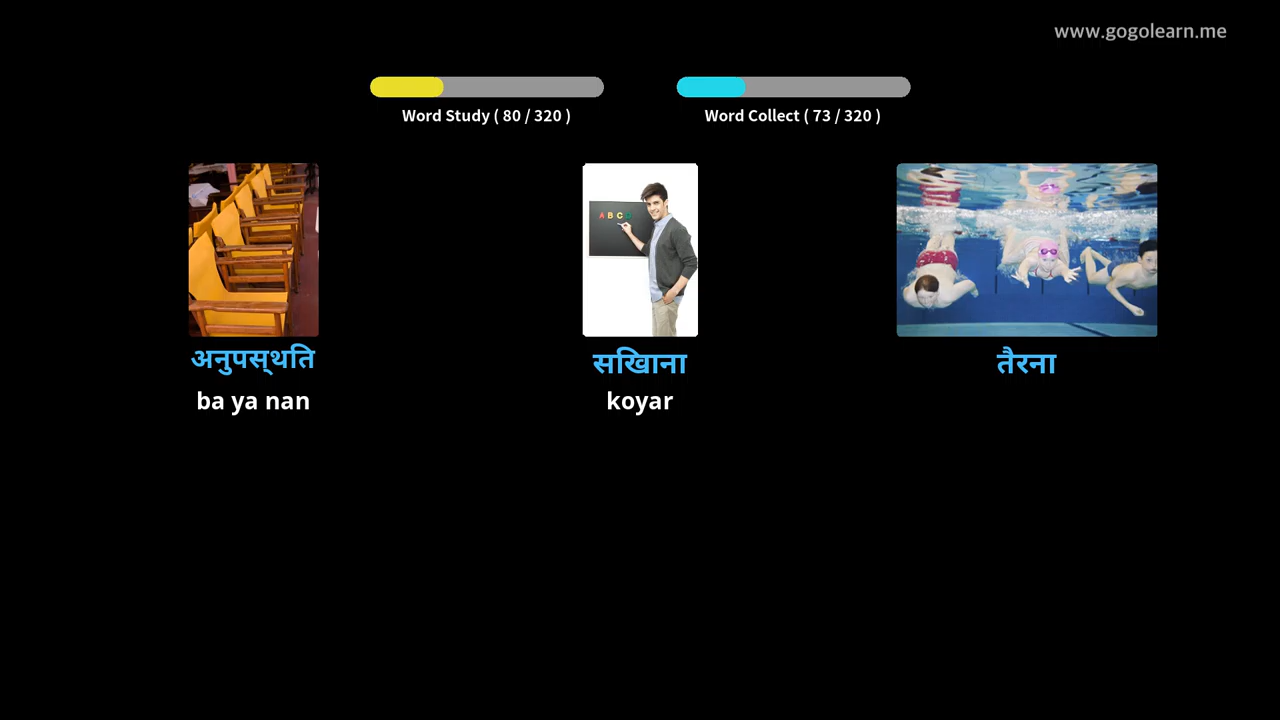 www.gogolearn.me
Word Study ( 80 / 320 )
Word Collect ( 73 / 320 )
A B C D
अनुपस्थति
सखिाना
तैरना
ba ya nan
koyar